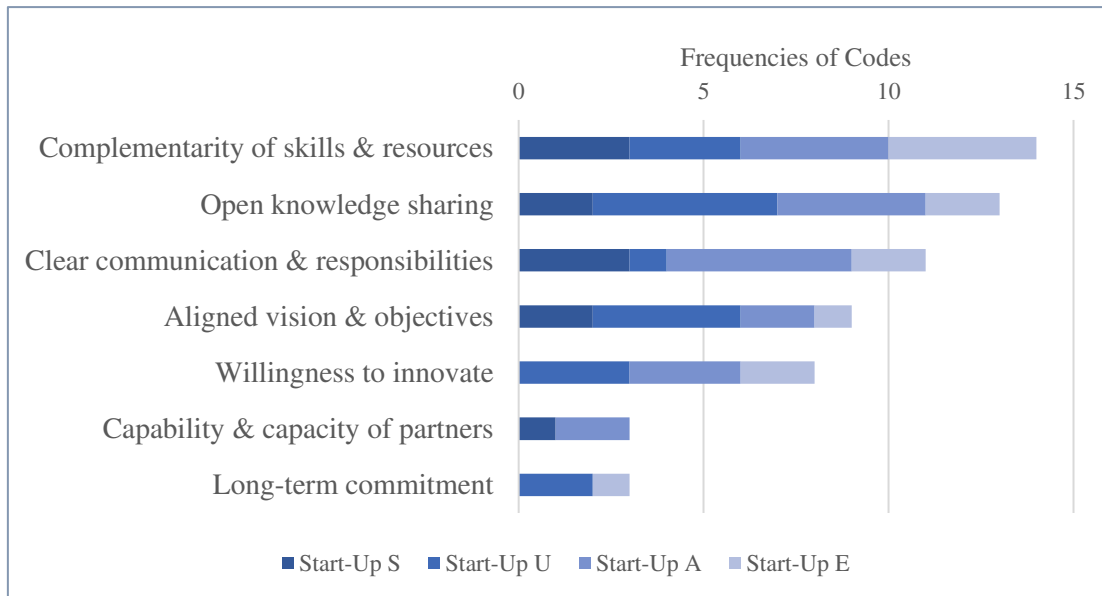 Frequencies of Codes
0 5 10 15
Complementarity of skills & resources
Open knowledge sharing
Clear communication & responsibilities
Aligned vision & objectives
Willingness to innovate
Capability & capacity of partners
Long-term commitment
Start-Up S Start-Up U Start-Up A Start-Up E